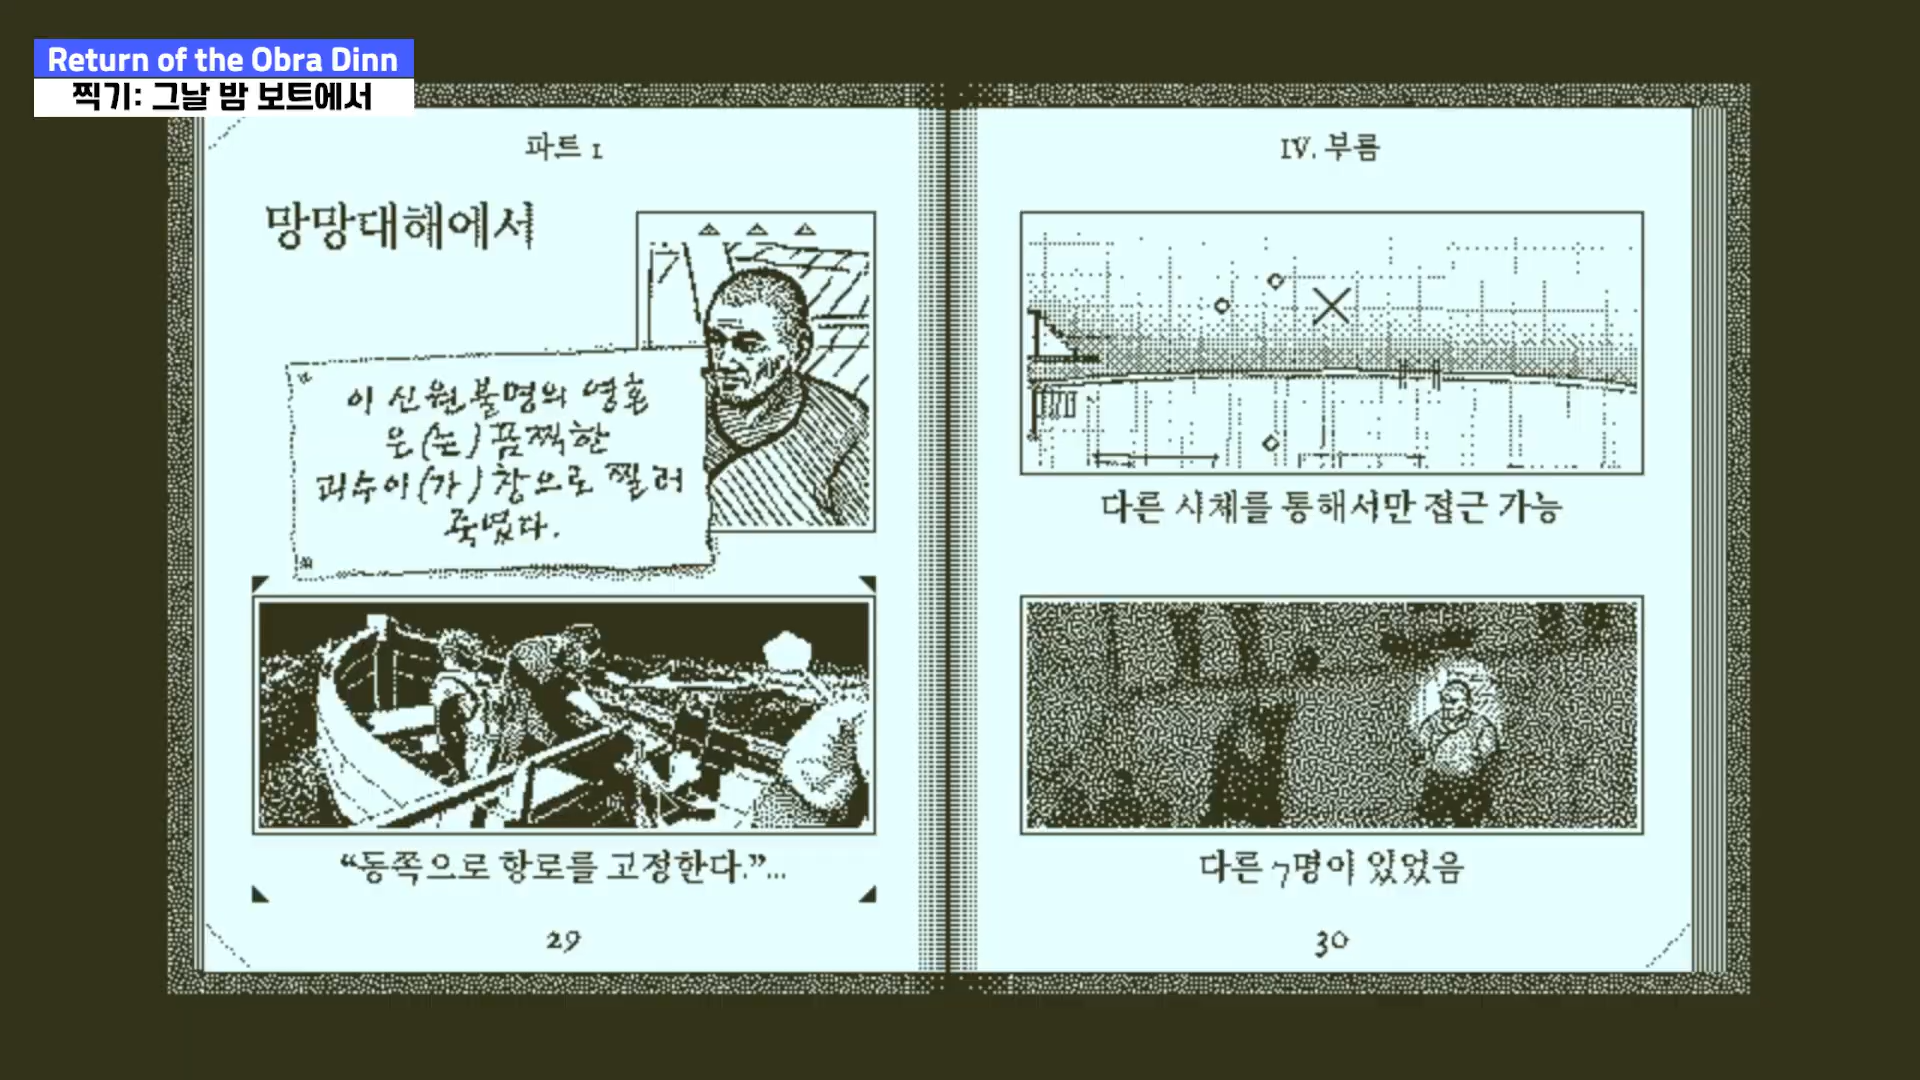 Return of the Obra Dinn
찍기: 그날 밤 보트에서
파트 1
망망대해에서
이 신원 불명의 영혼
은(는) 끔찍한
괴수이(가) 창으로 찔러
죽였다.
“동쪽으로 항로를 고정한다.”...
29
IV. 부름
다른 시체를 통해서만 접근 가능
다른 7명이 있었음
30